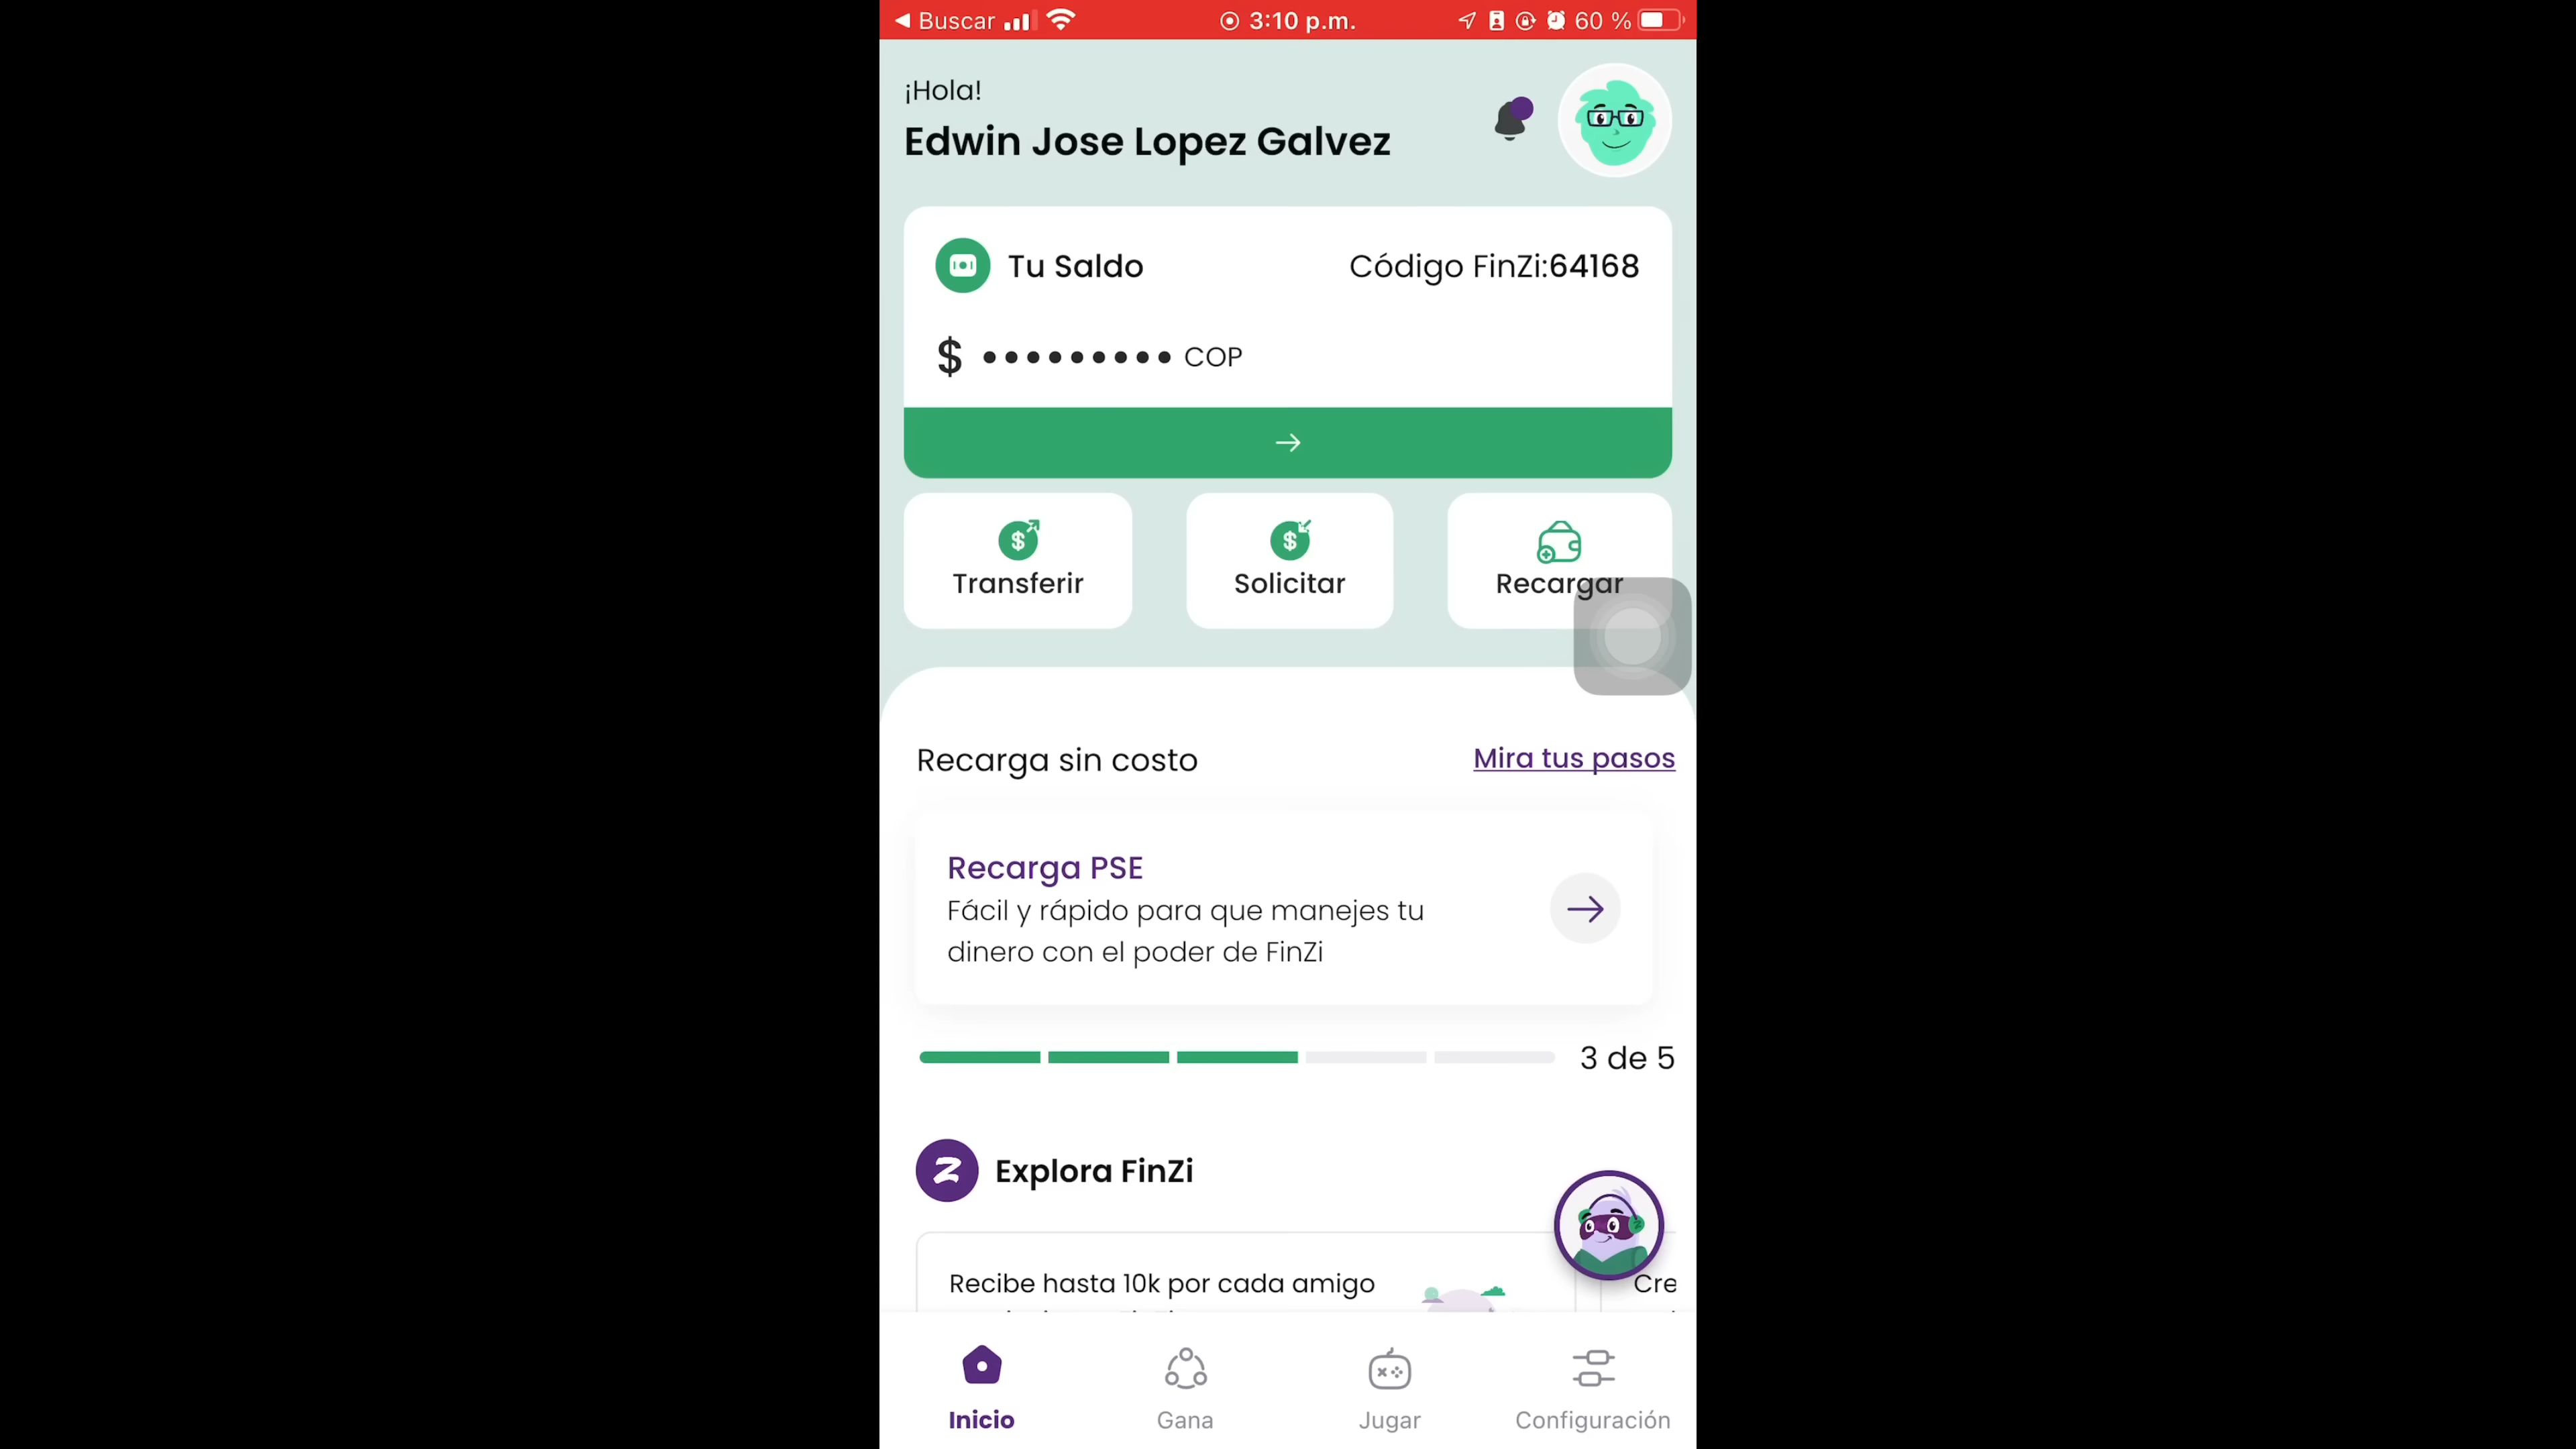 Buscar 3:10 p.m. 60 %
¡Hola!
Edwin Jose Lopez Galvez
Tu Saldo Código FinZi:64168
$ ••••••••• COP
Transferir Solicitar Recargar
Recarga sin costo Mira tus pasos
Recarga PSE
Fácil y rápido para que manejes tu
dinero con el poder de FinZi
3 de 5
Explora FinZi
Recibe hasta 10k por cada amigo Cre
Inicio Gana Jugar Configuración